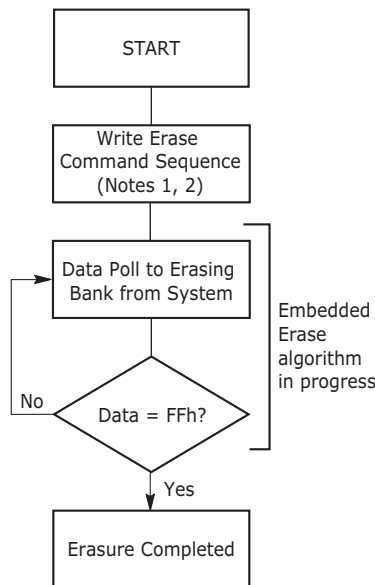 START
Write Erase
Command Sequence
(Notes 1, 2)
Data Poll to Erasing
Bank from System
Embedded
Erase
algorithm
in progress
No
Data = FFh?
Yes
Erasure Completed